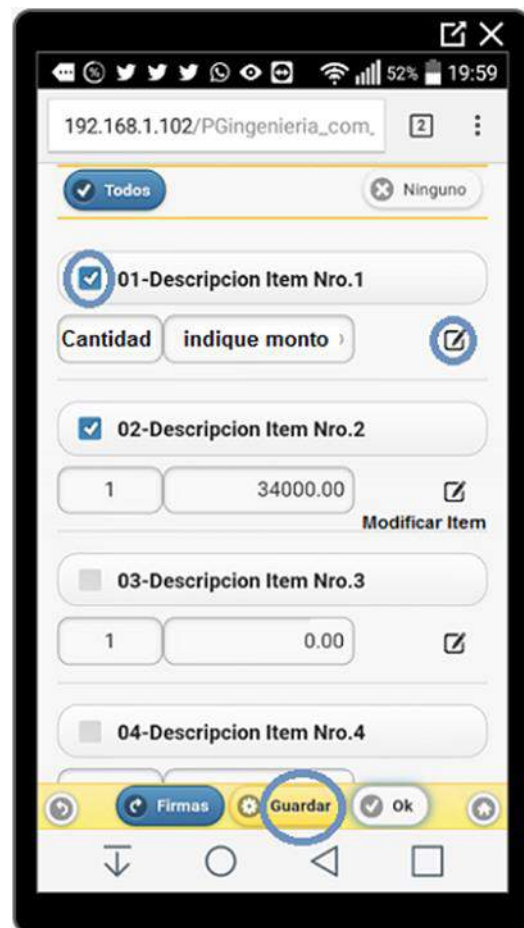 52% 19:59
192.168.1.102/PGingenieria_com_ 2
Todos Ninguno
01-Descripcion Item Nro.1
Cantidad indique monto
02-Descripcion Item Nro.2
1 34000.00
Modificar Item
03-Descripcion Item Nro.3
1 0.00
04-Descripcion Item Nro.4
Firmas Guardar Ok